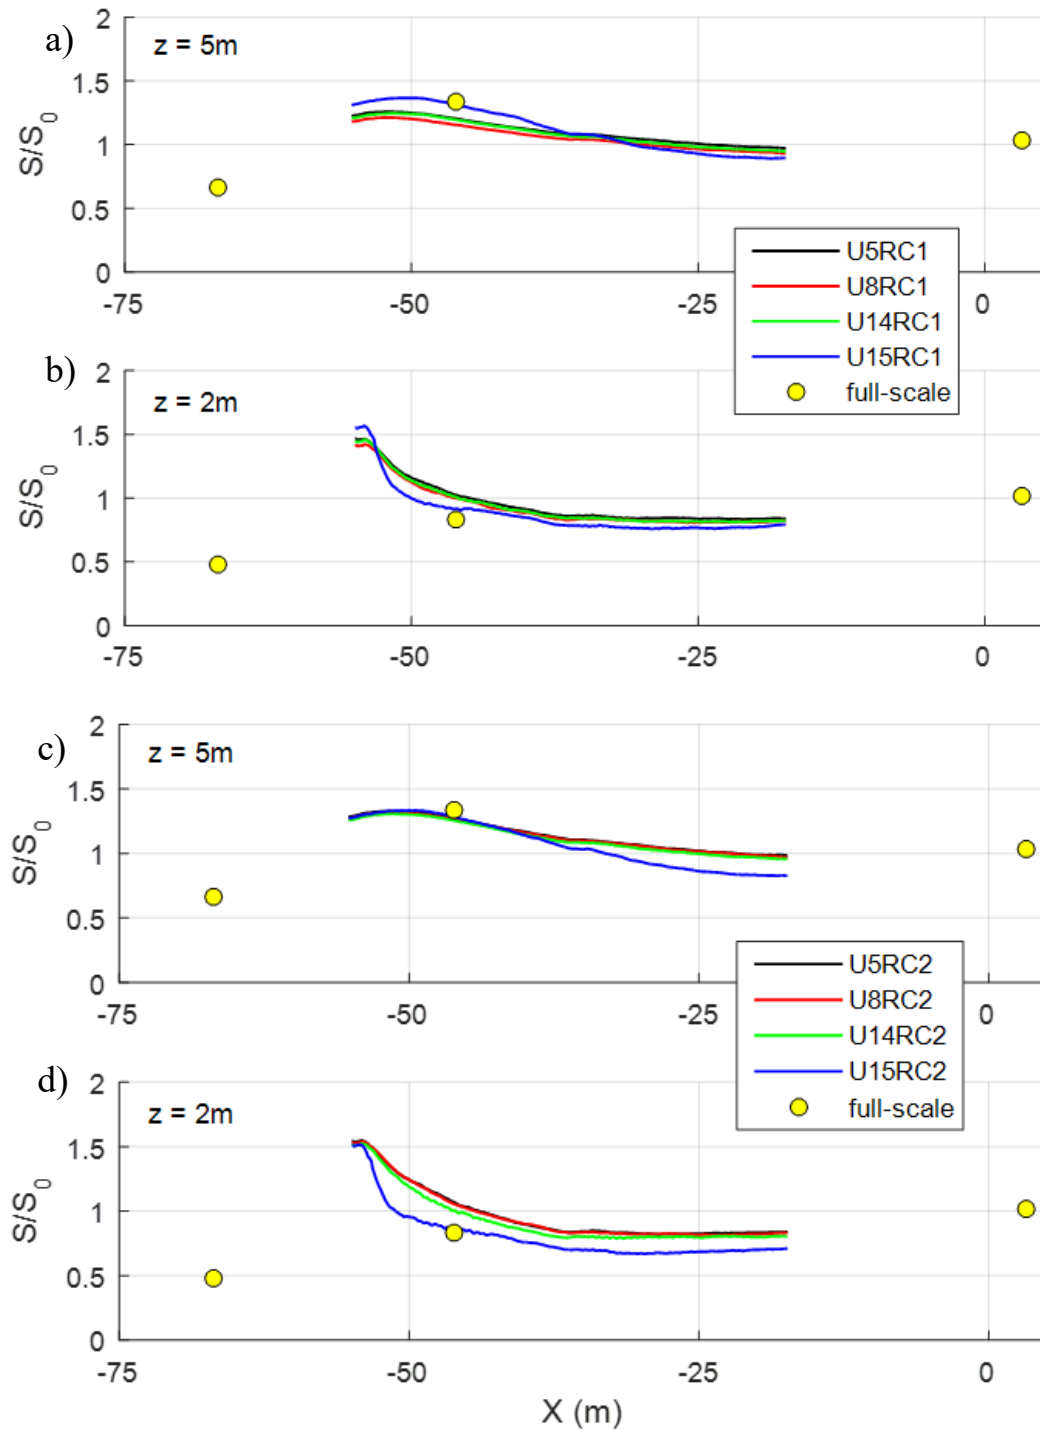 a)
z = 5m
2
1.5
1
0.5
0
S/S₀
-75
-50
-25
0
U5RC1
U8RC1
U14RC1
U15RC1
full-scale
b)
z = 2m
2
1.5
1
0.5
0
S/S₀
-75
-50
-25
0
c)
z = 5m
2
1.5
1
0.5
0
S/S₀
-75
-50
-25
0
U5RC2
U8RC2
U14RC2
U15RC2
full-scale
d)
z = 2m
2
1.5
1
0.5
0
S/S₀
-75
-50
-25
0
X (m)